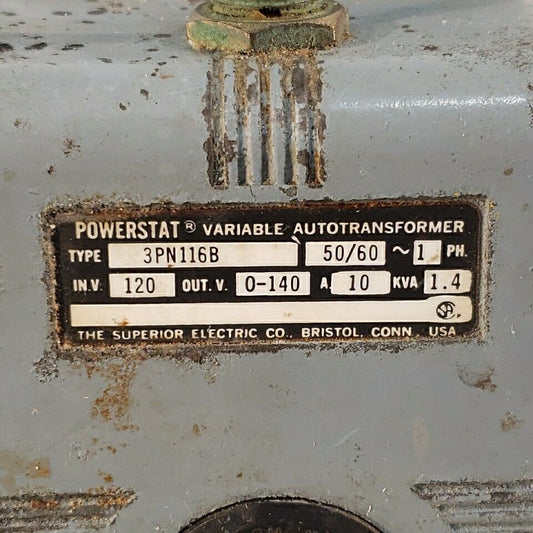 POWERSTAT® VARIABLE AUTOTRANSFORMER
TYPE 3PN116B 50/60 ~ 1 PH.
IN.V: 120 OUT. V. 0-140 A. 10 KVA 1.4
THE SUPERIOR ELECTRIC CO., BRISTOL, CONN., USA